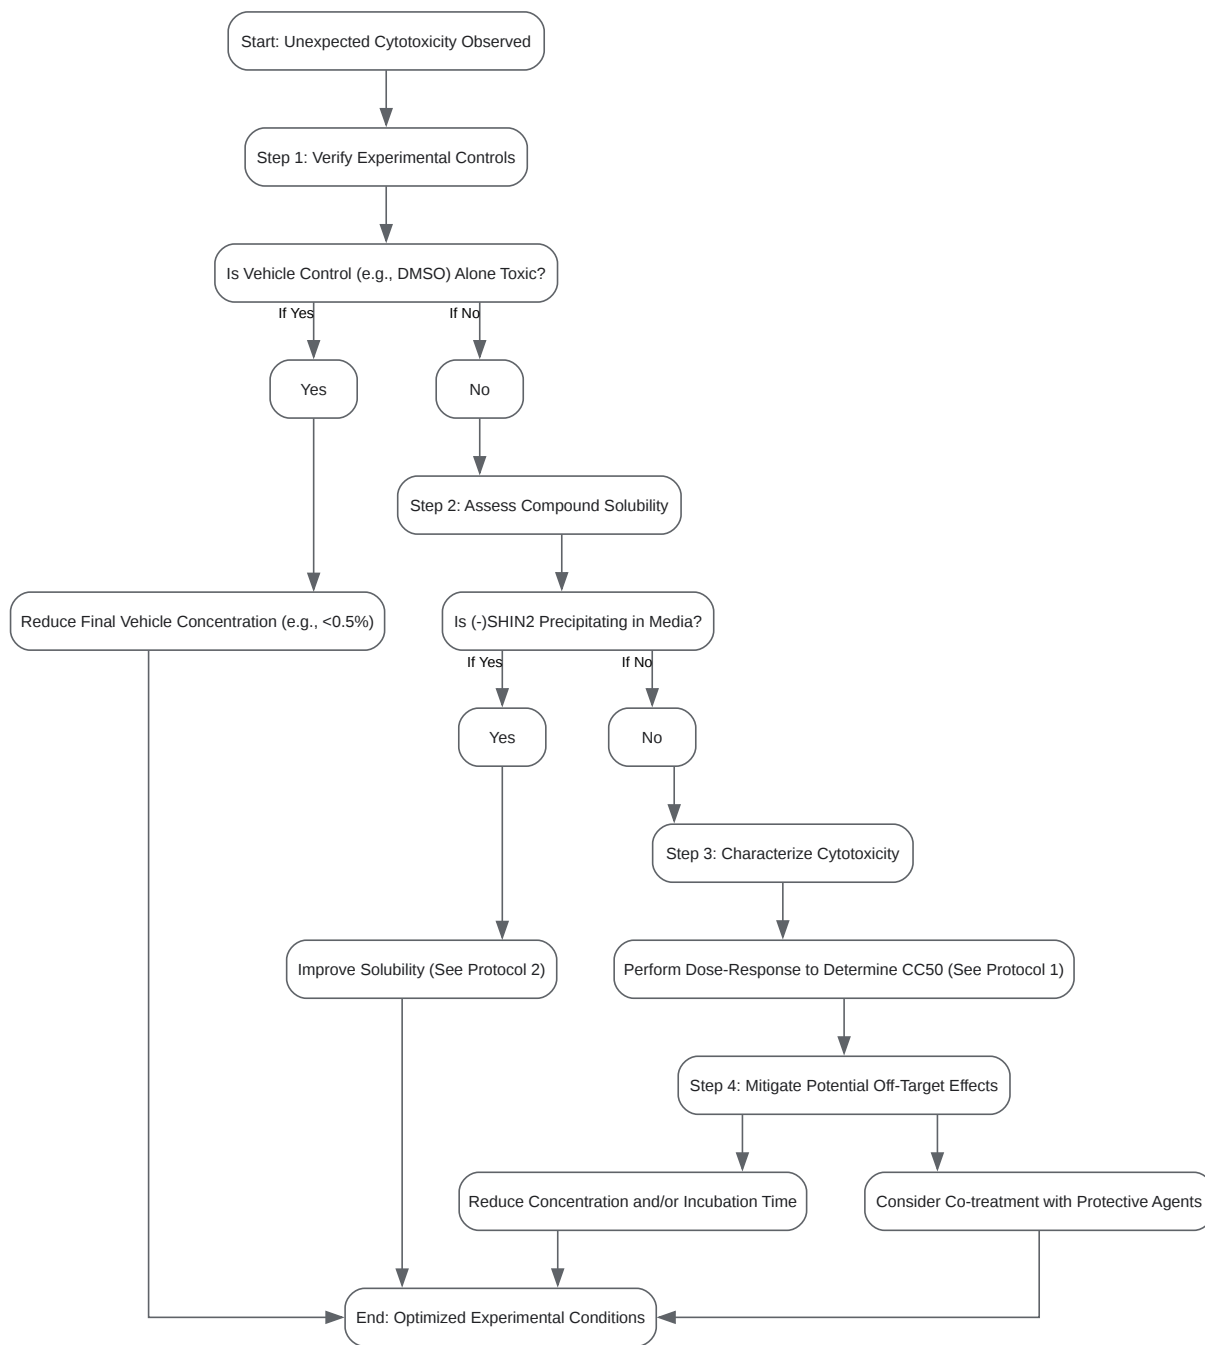 Start: Unexpected Cytotoxicity Observed
Step 1: Verify Experimental Controls
Is Vehicle Control (e.g., DMSO) Alone Toxic?
If Yes
If No
Yes
No
Step 2: Assess Compound Solubility
Reduce Final Vehicle Concentration (e.g., <0.5%)
Is (-)SHIN2 Precipitating in Media?
If Yes
If No
Yes
No
Step 3: Characterize Cytotoxicity
Improve Solubility (See Protocol 2)
Perform Dose-Response to Determine CC50 (See Protocol 1)
Step 4: Mitigate Potential Off-Target Effects
Reduce Concentration and/or Incubation Time
Consider Co-treatment with Protective Agents
End: Optimized Experimental Conditions